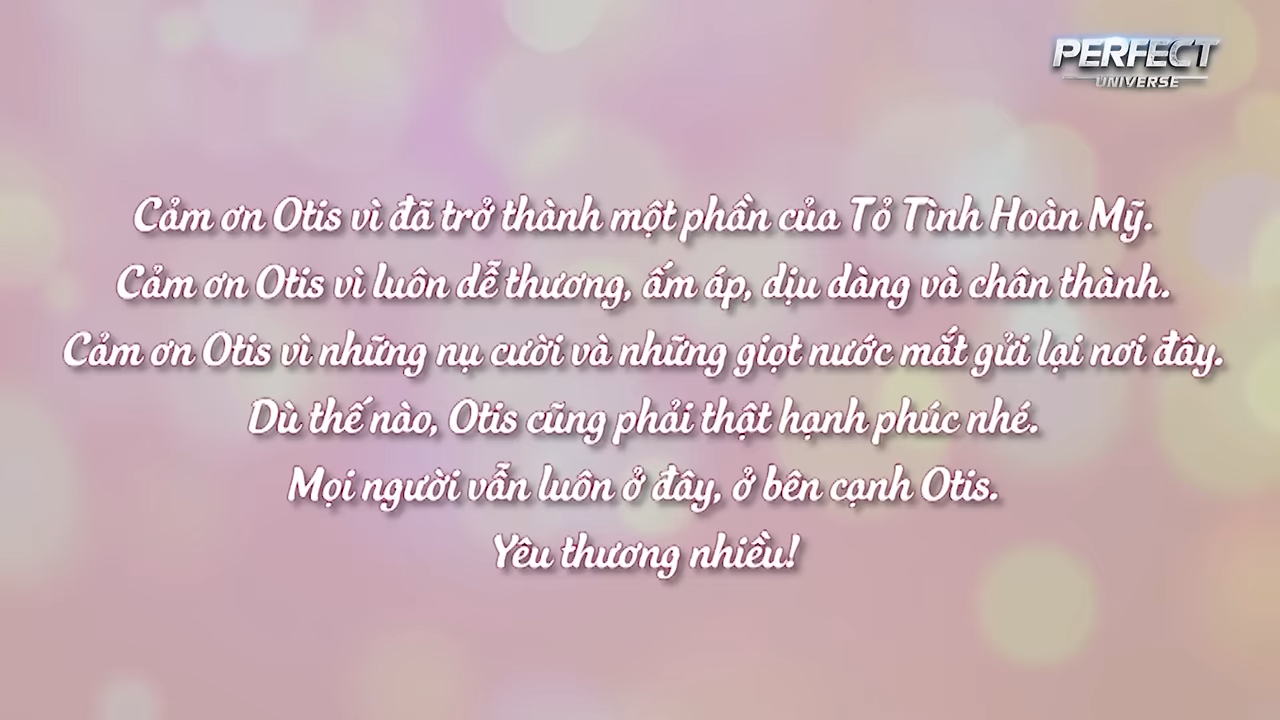 PERFECT
UNIVERSE
Cảm ơn Otis vì đã trở thành một phần của Tỏ Tình Hoàn Mỹ.
Cảm ơn Otis vì luôn dễ thương, ấm áp, dịu dàng và chân thành.
Cảm ơn Otis vì những nụ cười và những giọt nước mắt gửi lại nơi đây.
Dù thế nào, Otis cũng phải thật hạnh phúc nhé.
Mọi người vẫn luôn ở đây, ở bên cạnh Otis.
Yêu thương nhiều!